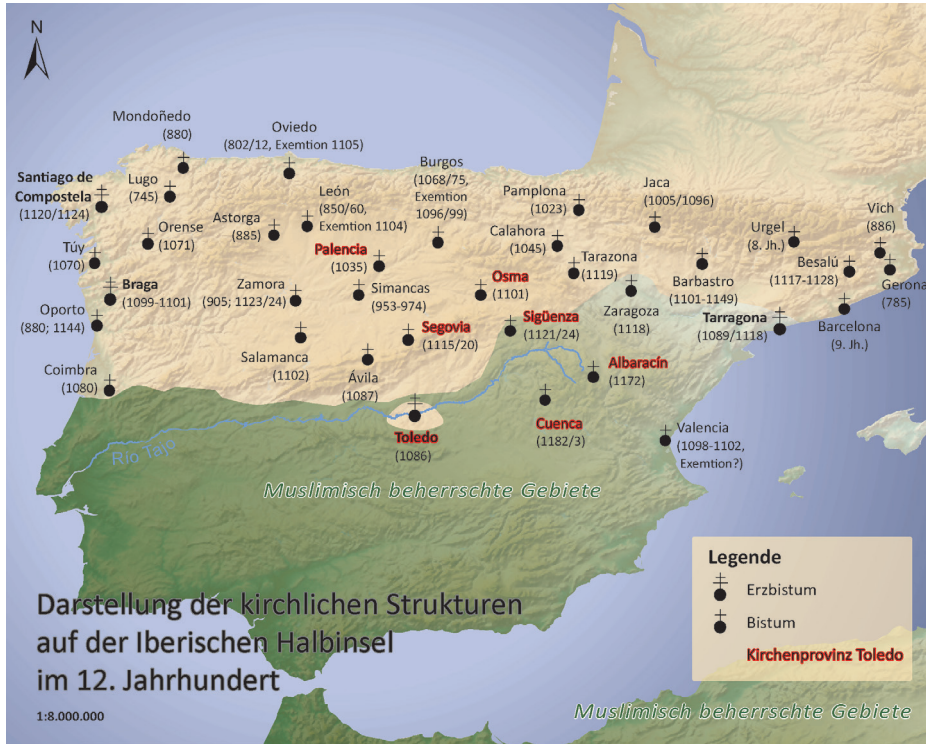 N
Mondoñedo
(880)
Oviedo
(802/12, Exemtion 1105)
Burgos
(1068/75,
Exemtion
1096/99)
Santiago de
Compostela
(1120/1124)
Lugo
(745)
León
(850/60,
Exemtion 1104)
Pamplona
(1023)
Jaca
(1005/1096)
Vich
(886)
Orense
(1071)
Astorga
(885)
Calahora
(1045)
Urgel
(8. Jh.)
Túy
(1070)
Palencia
(1035)
Tarazona
(1119)
Besalú
(1117-1128)
Braga
(1099-1101)
Zamora
(905; 1123/24)
Simancas
(953-974)
Osma
(1101)
Barbastro
(1101-1149)
Gerona
(785)
Oporto
(880; 1144)
Segovia
(1115/20)
Sigüenza
(1121/24)
Zaragoza
(1118)
Tarragona
(1089/1118)
Barcelona
(9. Jh.)
Salamanca
(1102)
Coimbra
(1080)
Ávila
(1087)
Albaracín
(1172)
Toledo
(1086)
Cuenca
(1182/3)
Valencia
(1098-1102,
Exemtion?)
Río Tajo
Muslimisch beherrschte Gebiete
Legende
Erzbistum
Bistum
Kirchenprovinz Toledo
Darstellung der kirchlichen Strukturen
auf der Iberischen Halbinsel
im 12. Jahrhundert
1:8.000.000
Muslimisch beherrschte Gebiete